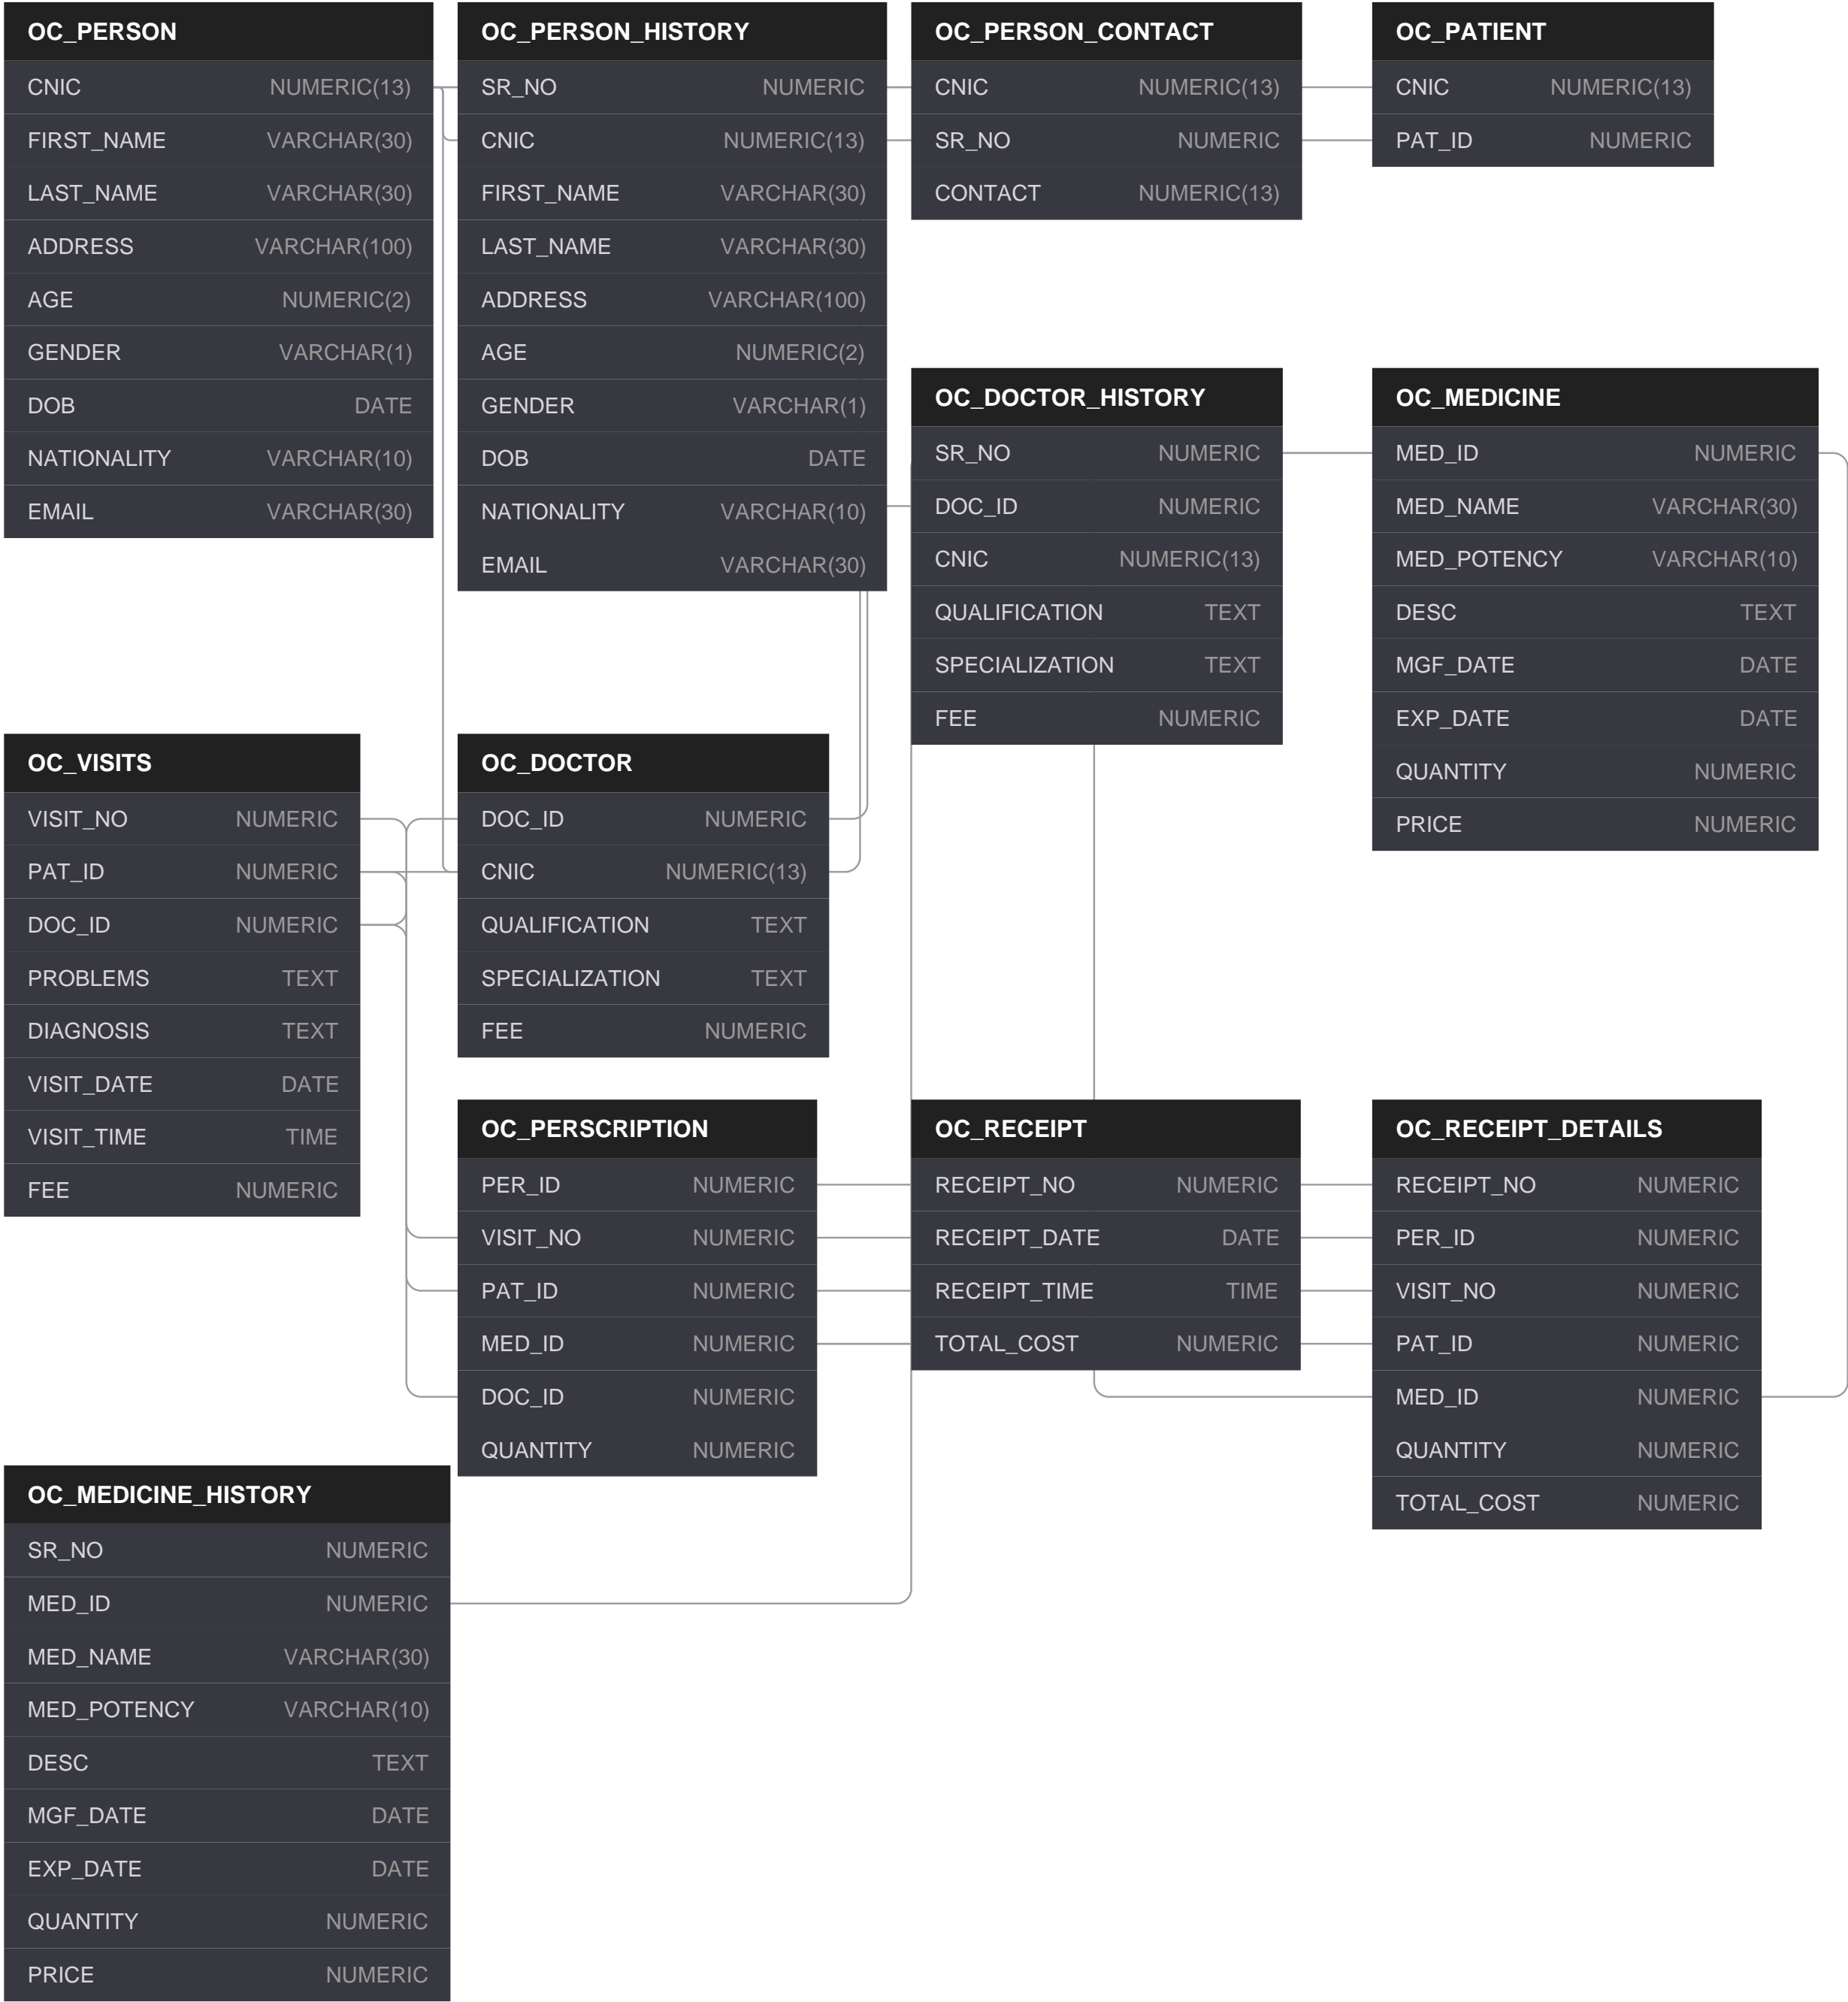 OC_PERSON
CNIC NUMERIC(13)
FIRST_NAME VARCHAR(30)
LAST_NAME VARCHAR(30)
ADDRESS VARCHAR(100)
AGE NUMERIC(2)
GENDER VARCHAR(1)
DOB DATE
NATIONALITY VARCHAR(10)
EMAIL VARCHAR(30)
OC_PERSON_HISTORY
SR_NO NUMERIC
CNIC NUMERIC(13)
FIRST_NAME VARCHAR(30)
LAST_NAME VARCHAR(30)
ADDRESS VARCHAR(100)
AGE NUMERIC(2)
GENDER VARCHAR(1)
DOB DATE
NATIONALITY VARCHAR(10)
EMAIL VARCHAR(30)
OC_PERSON_CONTACT
CNIC NUMERIC(13)
SR_NO NUMERIC
CONTACT NUMERIC(13)
OC_PATIENT
CNIC NUMERIC(13)
PAT_ID NUMERIC
OC_DOCTOR_HISTORY
SR_NO NUMERIC
DOC_ID NUMERIC
CNIC NUMERIC(13)
QUALIFICATION TEXT
SPECIALIZATION TEXT
FEE NUMERIC
OC_MEDICINE
MED_ID NUMERIC
MED_NAME VARCHAR(30)
MED_POTENCY VARCHAR(10)
DESC TEXT
MGF_DATE DATE
EXP_DATE DATE
QUANTITY NUMERIC
PRICE NUMERIC
OC_VISITS
VISIT_NO NUMERIC
PAT_ID NUMERIC
DOC_ID NUMERIC
PROBLEMS TEXT
DIAGNOSIS TEXT
VISIT_DATE DATE
VISIT_TIME TIME
FEE NUMERIC
OC_DOCTOR
DOC_ID NUMERIC
CNIC NUMERIC(13)
QUALIFICATION TEXT
SPECIALIZATION TEXT
FEE NUMERIC
OC_PERSCRIPTION
PER_ID NUMERIC
VISIT_NO NUMERIC
PAT_ID NUMERIC
MED_ID NUMERIC
DOC_ID NUMERIC
QUANTITY NUMERIC
OC_RECEIPT
RECEIPT_NO NUMERIC
RECEIPT_DATE DATE
RECEIPT_TIME TIME
TOTAL_COST NUMERIC
OC_RECEIPT_DETAILS
RECEIPT_NO NUMERIC
PER_ID NUMERIC
VISIT_NO NUMERIC
PAT_ID NUMERIC
MED_ID NUMERIC
QUANTITY NUMERIC
TOTAL_COST NUMERIC
OC_MEDICINE_HISTORY
SR_NO NUMERIC
MED_ID NUMERIC
MED_NAME VARCHAR(30)
MED_POTENCY VARCHAR(10)
DESC TEXT
MGF_DATE DATE
EXP_DATE DATE
QUANTITY NUMERIC
PRICE NUMERIC